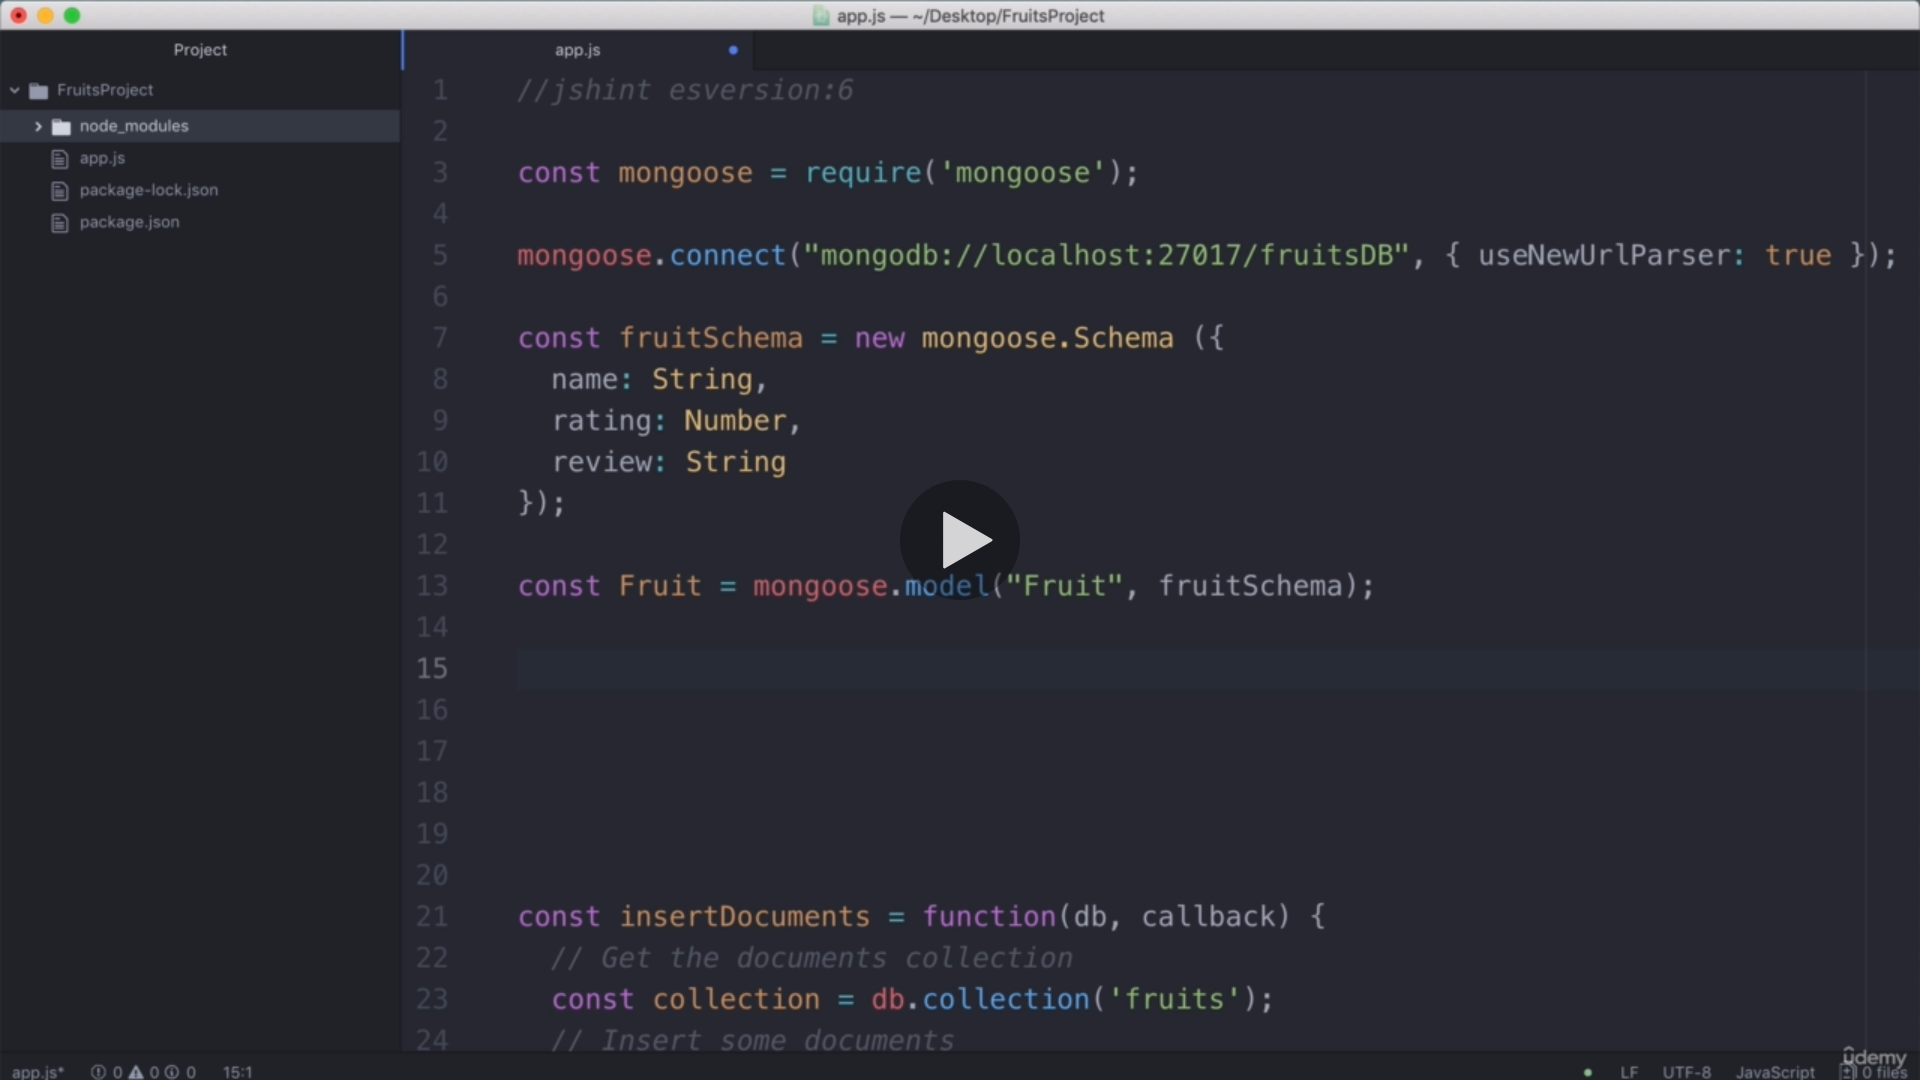 app.js — ~/Desktop/FruitsProject
Project
FruitsProject
node_modules
app.js
package-lock.json
package.json
app.js
1 //jshint esversion:6
2
3 const mongoose = require('mongoose');
4
5 mongoose.connect("mongodb://localhost:27017/fruitsDB", { useNewUrlParser: true });
6
7 const fruitSchema = new mongoose.Schema ({
8 name: String,
9 rating: Number,
10 review: String
11 });
12
13 const Fruit = mongoose.model("Fruit", fruitSchema);
14
15
16
17
18
19
20
21 const insertDocuments = function(db, callback) {
22 // Get the documents collection
23 const collection = db.collection('fruits');
24 // Insert some documents
app.js* 0 0 0 15:1
LF UTF-8 JavaScript 0 files
ûdemy